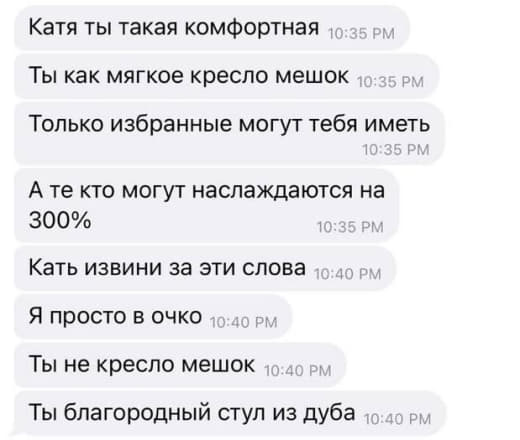 Катя ты такая комфортная 10:35 PM
Ты как мягкое кресло мешок 10:35 PM
Только избранные могут тебя иметь
10:35 PM
А те кто могут наслаждаются на
300% 10:35 PM
Кать извини за эти слова 10:40 PM
Я просто в очко 10:40 PM
Ты не кресло мешок 10:40 PM
Ты благородный стул из дуба 10:40 PM